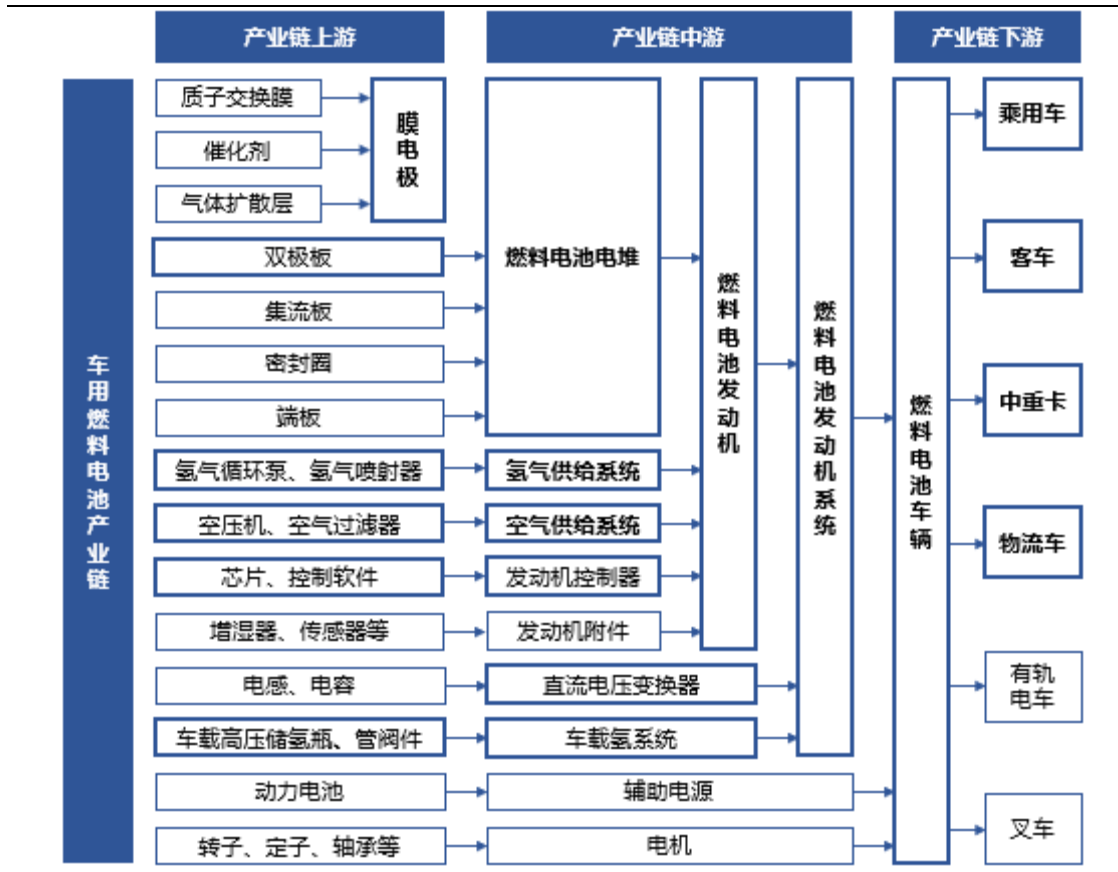 产业链上游
产业链中游
产业链下游
车用燃料电池产业链
质子交换膜
催化剂
气体扩散层
膜电极
双极板
集流板
密封圈
端板
氢气循环泵、氢气喷射器
空压机、空气过滤器
芯片、控制软件
增湿器、传感器等
电感、电容
车载高压储氢瓶、管阀件
动力电池
转子、定子、轴承等
燃料电池电堆
氢气供给系统
空气供给系统
发动机控制器
发动机附件
直流电压变换器
车载氢系统
辅助电源
电机
燃料电池发动机
燃料电池发动机系统
燃料电池车辆
乘用车
客车
中重卡
物流车
有轨
电车
叉车